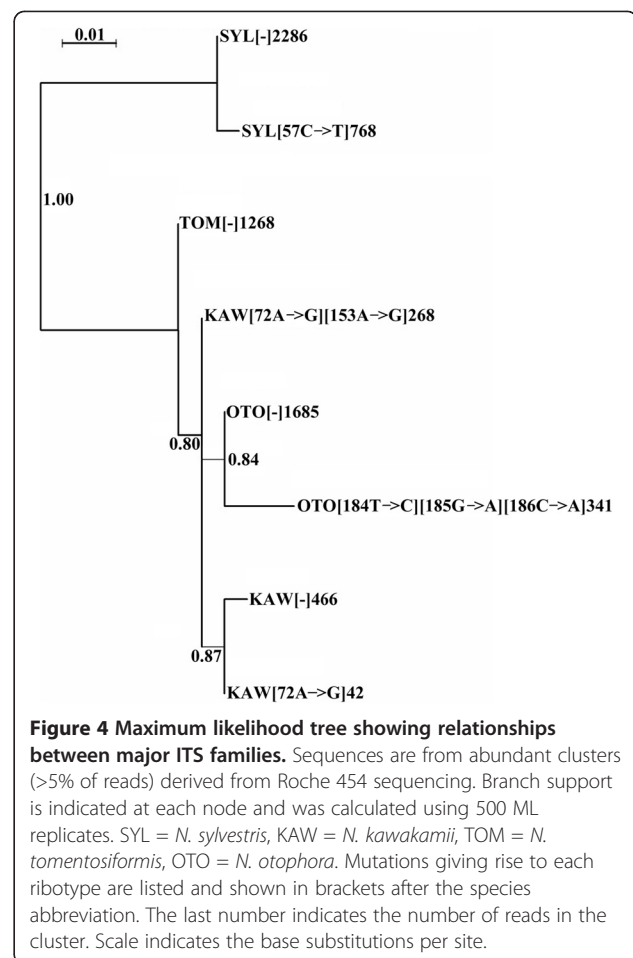 0.01
SYL[-]2286
SYL[57C->T]768
1.00
TOM[-]1268
KAW[72A->G][153A->G]268
OTO[-]1685
0.80
0.84
OTO[184T->C][185G->A][186C->A]341
KAW[-]466
0.87
KAW[72A->G]42
Figure 4 Maximum likelihood tree showing relationships
between major ITS families. Sequences are from abundant clusters
(>5% of reads) derived from Roche 454 sequencing. Branch support
is indicated at each node and was calculated using 500 ML
replicates. SYL = N. sylvestris, KAW = N. kawakamii, TOM = N.
tomentosiformis, OTO = N. otophora. Mutations giving rise to each
ribotype are listed and shown in brackets after the species
abbreviation. The last number indicates the number of reads in the
cluster. Scale indicates the base substitutions per site.